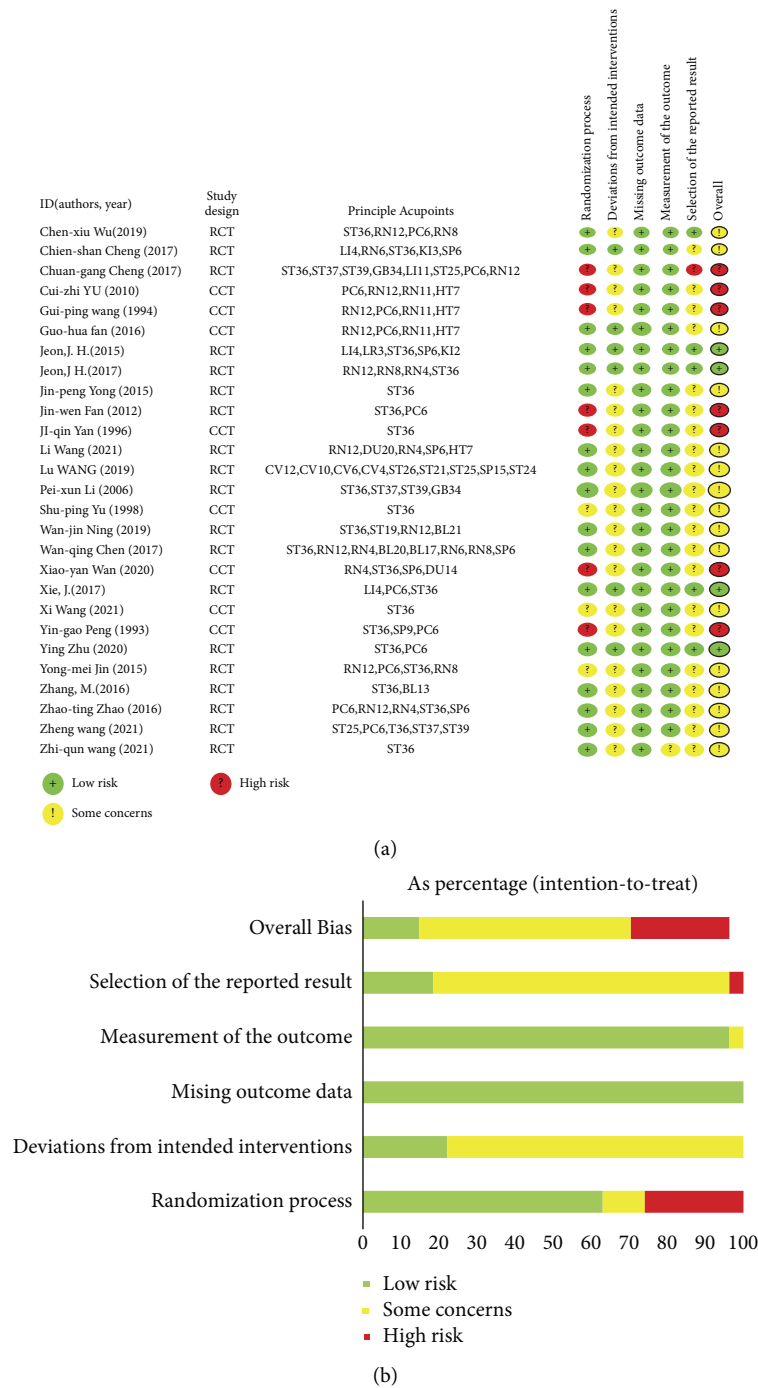 Randomization process
Deviations from intended interventions
Missing outcome data
Measurement of the outcome
Selection of the reported result
Overall
ID(authors, year) Study design Principle Acupoints
Chen-xiu Wu(2019) RCT ST36,RN12,PC6,RN8 + ? + + + !
Chien-shan Cheng (2017) RCT LI4,RN6,ST36,KI3,SP6 + + + + ? !
Chuan-gang Cheng (2017) RCT ST36,ST37,ST39,GB34,LI11,ST25,PC6,RN12 ? ? + + ? ?
Cui-zhi YU (2010) CCT PC6,RN12,RN11,HT7 ? ? + + ? ?
Gui-ping wang (1994) CCT RN12,PC6,RN11,HT7 ? ? + + ? ?
Guo-hua fan (2016) CCT RN12,PC6,RN11,HT7 + + + + ? !
Jeon,J. H.(2015) RCT LI4,LR3,ST36,SP6,KI2 + + + + + +
Jeon,J H.(2017) RCT RN12,RN8,RN4,ST36 + + + + + +
Jin-peng Yong (2015) RCT ST36 + ? + + ? !
Jin-wen Fan (2012) RCT ST36,PC6 ? ? + + ? ?
JI-qin Yan (1996) CCT ST36 ? ? + + ? ?
Li Wang (2021) RCT RN12,DU20,RN4,SP6,HT7 + ? + + ? !
Lu WANG (2019) RCT CV12,CV10,CV6,CV4,ST26,ST21,ST25,SP15,ST24 + ? + + ? !
Pei-xun Li (2006) RCT ST36,ST37,ST39,GB34 + ? + + ? !
Shu-ping Yu (1998) CCT ST36 ? ? + + ? !
Wan-jin Ning (2019) RCT ST36,ST19,RN12,BL21 + ? + + ? !
Wan-qing Chen (2017) RCT ST36,RN12,RN4,BL20,BL17,RN6,RN8,SP6 + ? + + ? !
Xiao-yan Wan (2020) CCT RN4,ST36,SP6,DU14 ? ? + + ? ?
Xie, J.(2017) RCT LI4,PC6,ST36 + + + + + +
Xi Wang (2021) CCT ST36 ? ? + + ? !
Yin-gao Peng (1993) CCT ST36,SP9,PC6 ? ? + + ? ?
Ying Zhu (2020) RCT ST36,PC6 + + + + + +
Yong-mei Jin (2015) RCT RN12,PC6,ST36,RN8 ? ? + + ? !
Zhang, M.(2016) RCT ST36,BL13 + ? + + ? !
Zhao-ting Zhao (2016) RCT PC6,RN12,RN4,ST36,SP6 + ? + + ? !
Zheng wang (2021) RCT ST25,PC6,T36,ST37,ST39 + ? + + ? !
Zhi-qun wang (2021) RCT ST36 + ? + ? ? !
+ Low risk ? High risk
! Some concerns
(a)
As percentage (intention-to-treat)
Overall Bias
Selection of the reported result
Measurement of the outcome
Mising outcome data
Deviations from intended interventions
Randomization process
0 10 20 30 40 50 60 70 80 90 100
Low risk
Some concerns
High risk
(b)